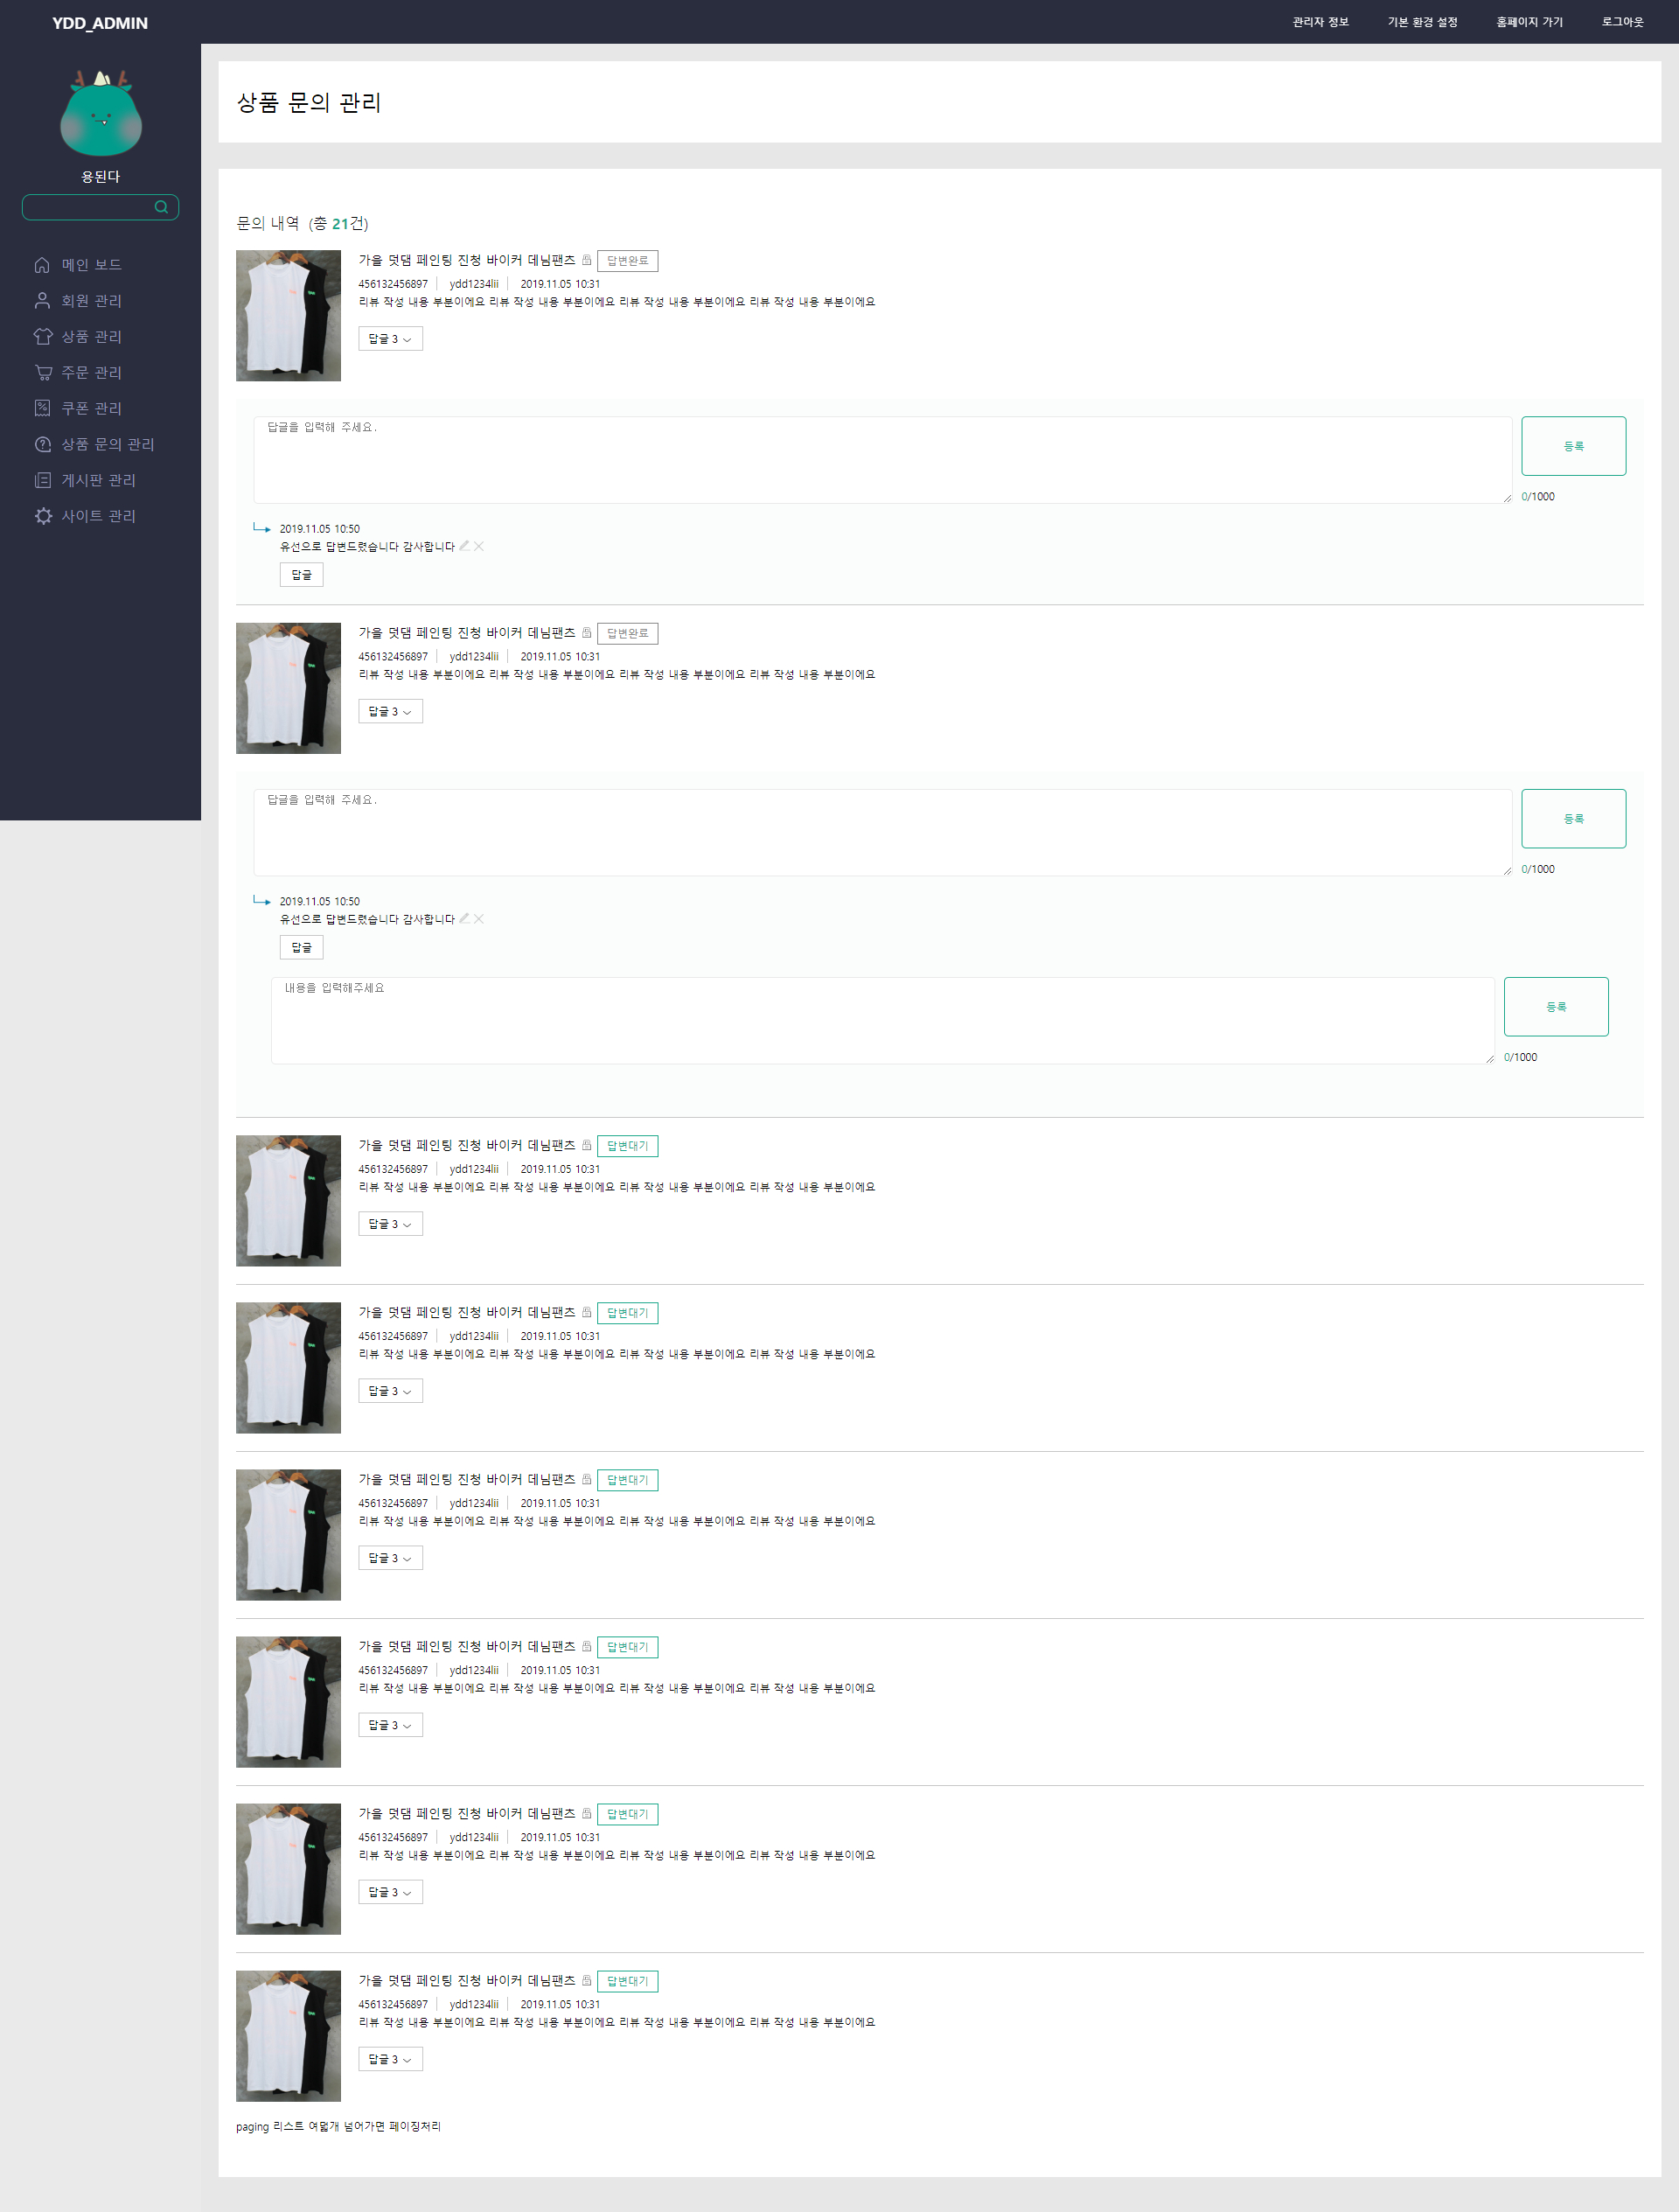 YDD_ADMIN
관리자 정보
기본 환경 설정
홈페이지 가기
로그아웃
용된다
메인 보드
회원 관리
상품 관리
주문 관리
쿠폰 관리
상품 문의 관리
게시판 관리
사이트 관리
상품 문의 관리
문의 내역 (총 21건)
가을 덧댐 페인팅 진청 바이커 데님팬츠 답변완료
456132456897 ydd1234lii 2019.11.05 10:31
리뷰 작성 내용 부분이에요 리뷰 작성 내용 부분이에요 리뷰 작성 내용 부분이에요 리뷰 작성 내용 부분이에요
답글 3
답글을 입력해 주세요.
등록
0/1000
2019.11.05 10:50
유선으로 답변드렸습니다 감사합니다
답글
가을 덧댐 페인팅 진청 바이커 데님팬츠 답변완료
456132456897 ydd1234lii 2019.11.05 10:31
리뷰 작성 내용 부분이에요 리뷰 작성 내용 부분이에요 리뷰 작성 내용 부분이에요 리뷰 작성 내용 부분이에요
답글 3
답글을 입력해 주세요.
등록
0/1000
2019.11.05 10:50
유선으로 답변드렸습니다 감사합니다
답글
내용을 입력해주세요
등록
0/1000
가을 덧댐 페인팅 진청 바이커 데님팬츠 답변대기
456132456897 ydd1234lii 2019.11.05 10:31
리뷰 작성 내용 부분이에요 리뷰 작성 내용 부분이에요 리뷰 작성 내용 부분이에요 리뷰 작성 내용 부분이에요
답글 3
가을 덧댐 페인팅 진청 바이커 데님팬츠 답변대기
456132456897 ydd1234lii 2019.11.05 10:31
리뷰 작성 내용 부분이에요 리뷰 작성 내용 부분이에요 리뷰 작성 내용 부분이에요 리뷰 작성 내용 부분이에요
답글 3
가을 덧댐 페인팅 진청 바이커 데님팬츠 답변대기
456132456897 ydd1234lii 2019.11.05 10:31
리뷰 작성 내용 부분이에요 리뷰 작성 내용 부분이에요 리뷰 작성 내용 부분이에요 리뷰 작성 내용 부분이에요
답글 3
가을 덧댐 페인팅 진청 바이커 데님팬츠 답변대기
456132456897 ydd1234lii 2019.11.05 10:31
리뷰 작성 내용 부분이에요 리뷰 작성 내용 부분이에요 리뷰 작성 내용 부분이에요 리뷰 작성 내용 부분이에요
답글 3
가을 덧댐 페인팅 진청 바이커 데님팬츠 답변대기
456132456897 ydd1234lii 2019.11.05 10:31
리뷰 작성 내용 부분이에요 리뷰 작성 내용 부분이에요 리뷰 작성 내용 부분이에요 리뷰 작성 내용 부분이에요
답글 3
가을 덧댐 페인팅 진청 바이커 데님팬츠 답변대기
456132456897 ydd1234lii 2019.11.05 10:31
리뷰 작성 내용 부분이에요 리뷰 작성 내용 부분이에요 리뷰 작성 내용 부분이에요 리뷰 작성 내용 부분이에요
답글 3
paging 리스트 여덟개 넘어가면 페이징처리